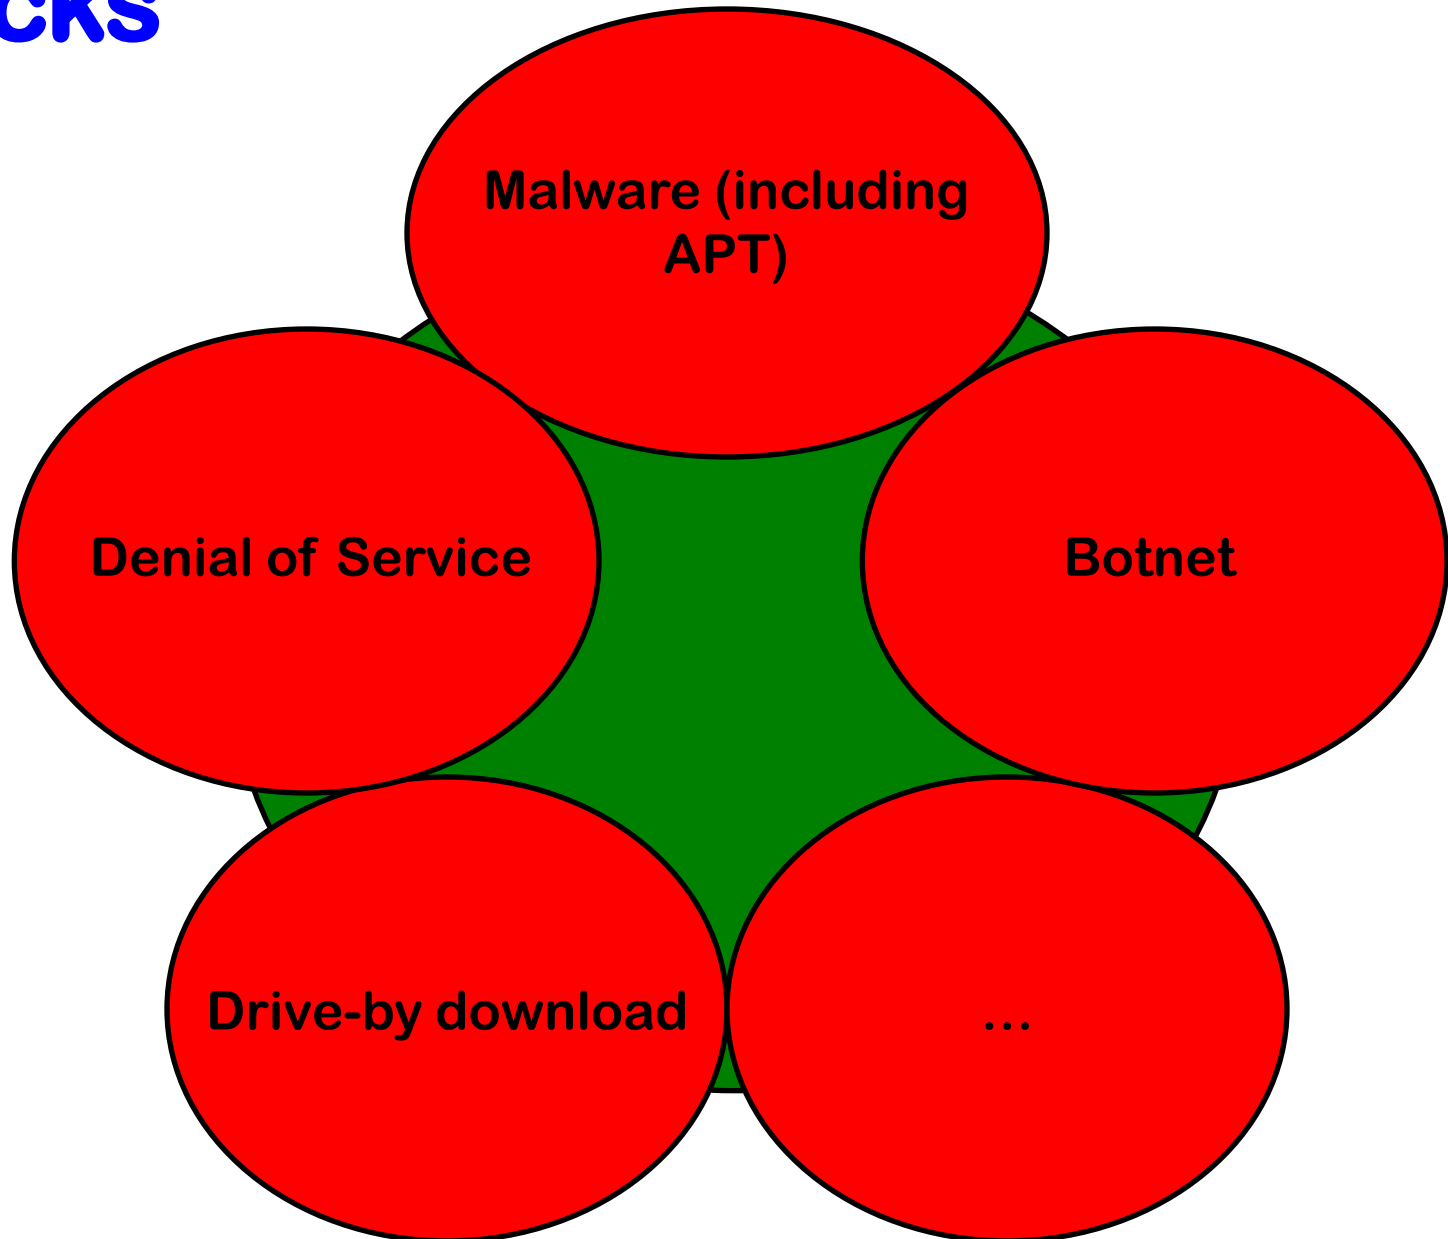 cks
Malware (including
APT)
Denial of Service
Botnet
Drive-by download
…